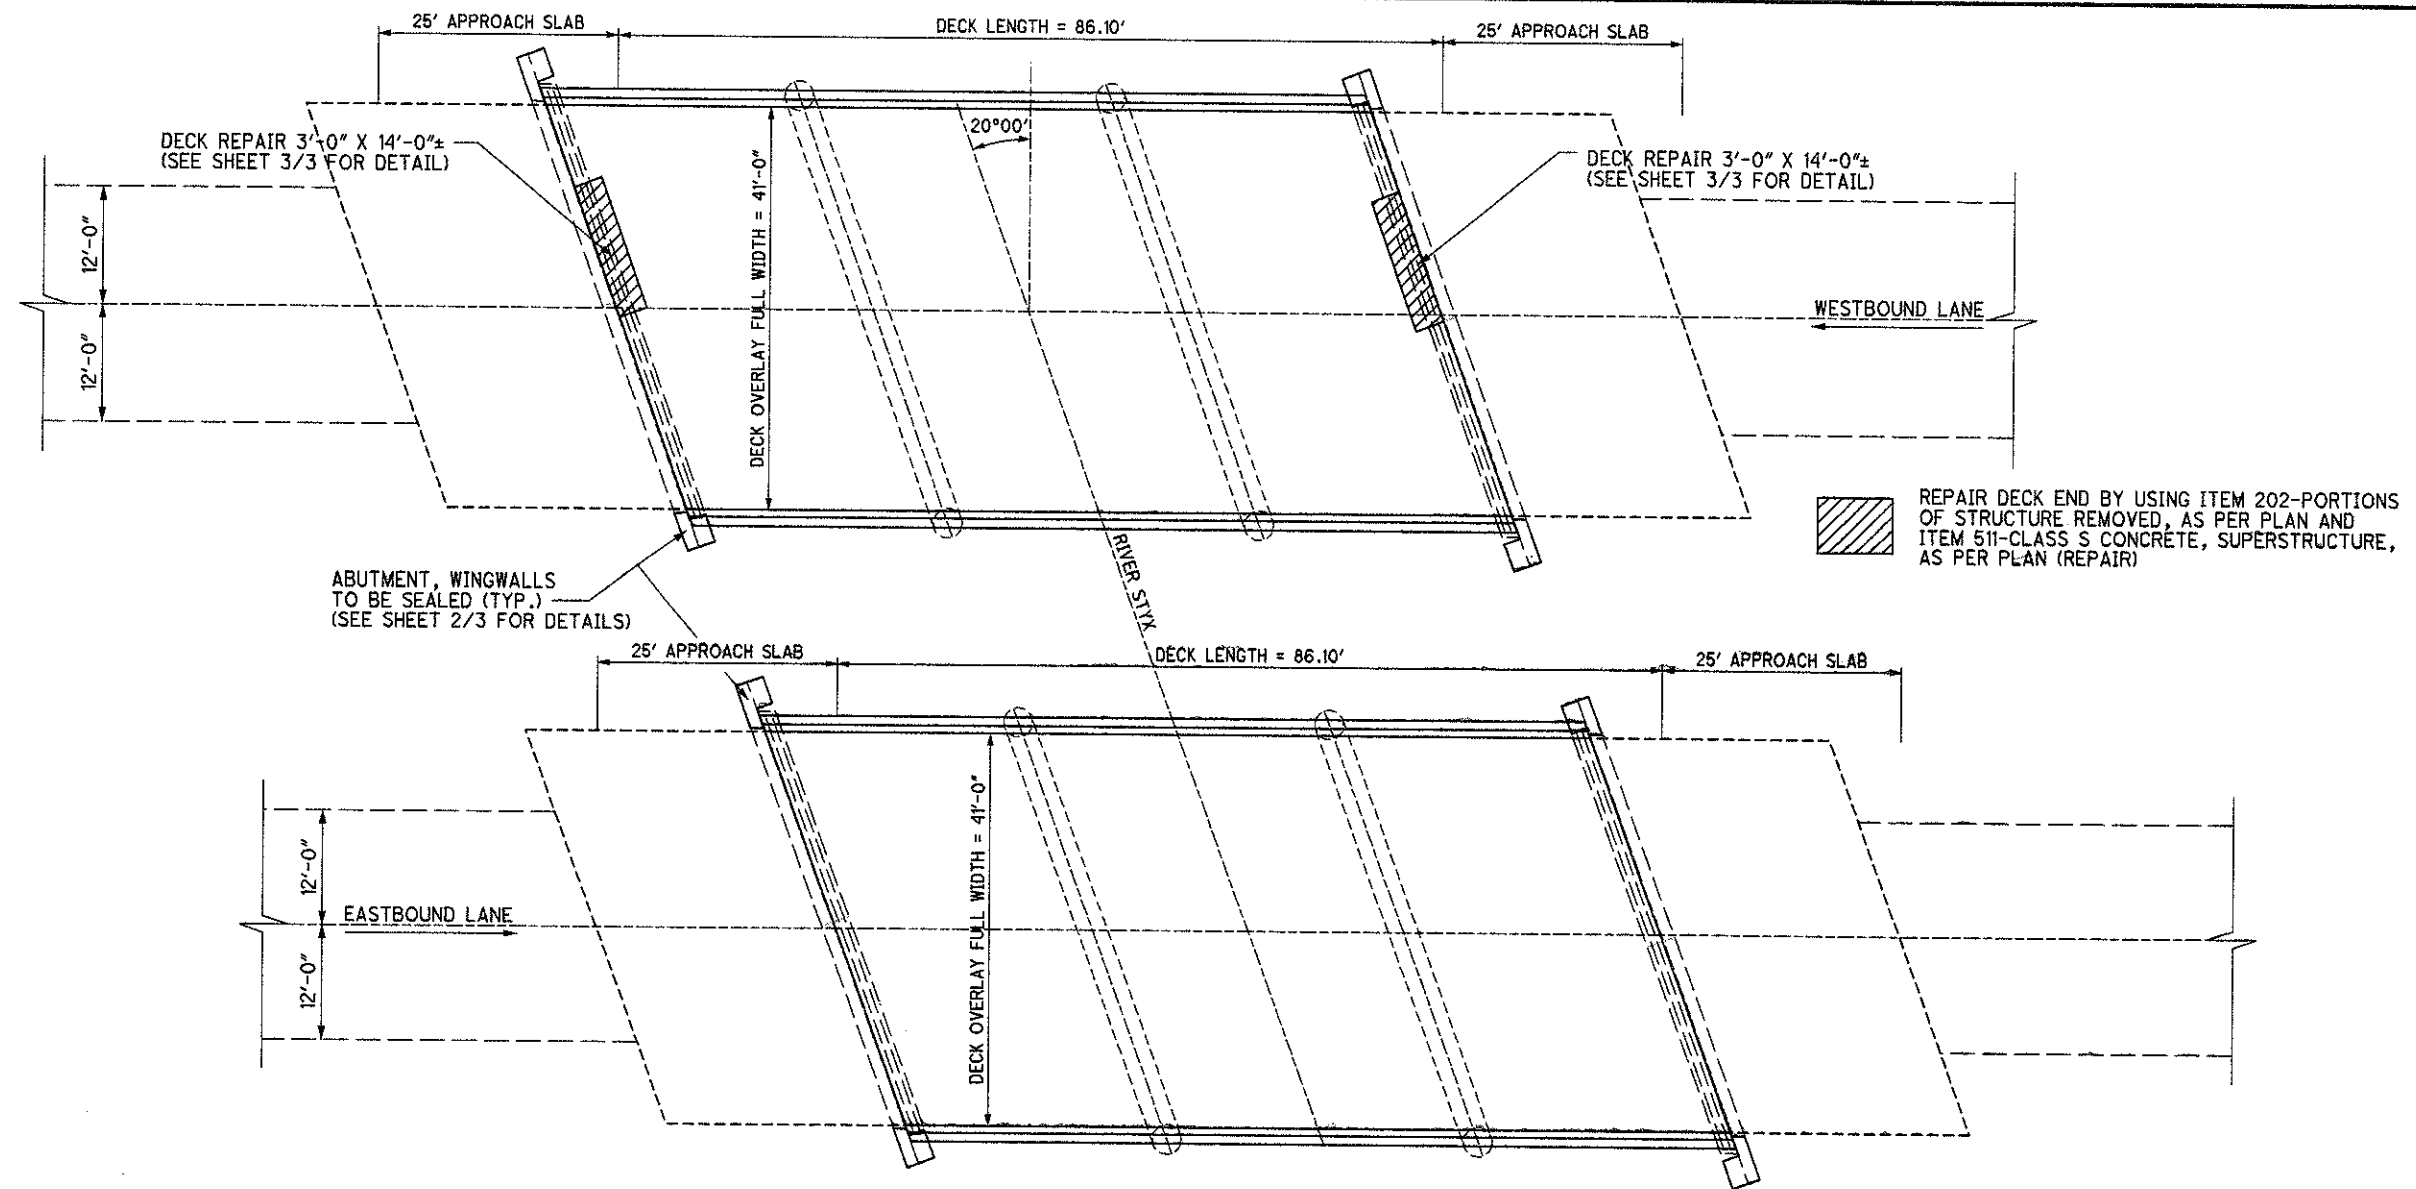 25' APPROACH SLAB
DECK LENGTH = 86.10'
25' APPROACH SLAB
DECK REPAIR 3'-0" X 14'-0"±
(SEE SHEET 3/3 FOR DETAIL)
20°00'
DECK REPAIR 3'-0" X 14'-0"±
(SEE SHEET 3/3 FOR DETAIL)
12'-0"
12'-0"
DECK OVERLAY FULL WIDTH = 41'-0"
WESTBOUND LANE
REPAIR DECK END BY USING ITEM 202-PORTIONS
OF STRUCTURE REMOVED, AS PER PLAN AND
ITEM 511-CLASS S CONCRETE, SUPERSTRUCTURE,
AS PER PLAN (REPAIR)
RIVER STYX
ABUTMENT, WINGWALLS
TO BE SEALED (TYP.)
(SEE SHEET 2/3 FOR DETAILS)
25' APPROACH SLAB
DECK LENGTH = 86.10'
25' APPROACH SLAB
12'-0"
12'-0"
EASTBOUND LANE
DECK OVERLAY FULL WIDTH = 41'-0"